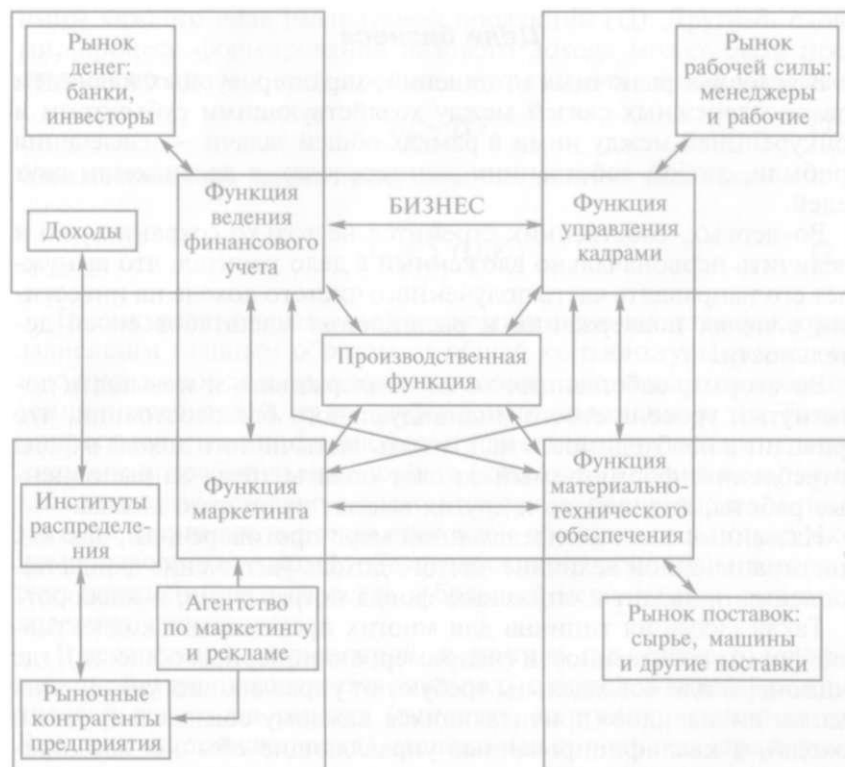 Рынок
денег:
банки,
инвесторы
Рынок
рабочей силы:
менеджеры
и рабочие
Доходы
Функция
ведения
финансового
учета
БИЗНЕС
Функция
управления
кадрами
Производственная
функция
Институты
распределе-
ния
Функция
маркетинга
Функция
материально-
технического
обеспечения
Агентство
по маркетингу
и рекламе
Рынок поставок:
сырье, машины
и другие поставки
Рыночные
контрагенты
предприятия